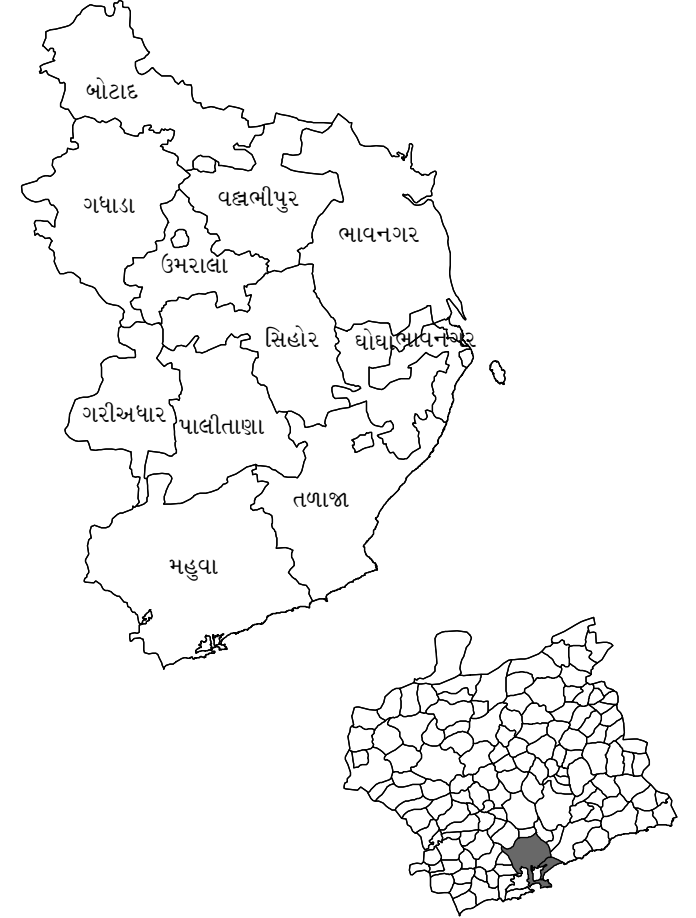 બોટાદ
ગધાડા
વલ્લભીપુર
ભાવનગર
ઉમરાલા
સિહોર
ઘોઘા
ભાવનગર
ગરીઅધાર
પાલીતાણા
તળાજા
મહુવા